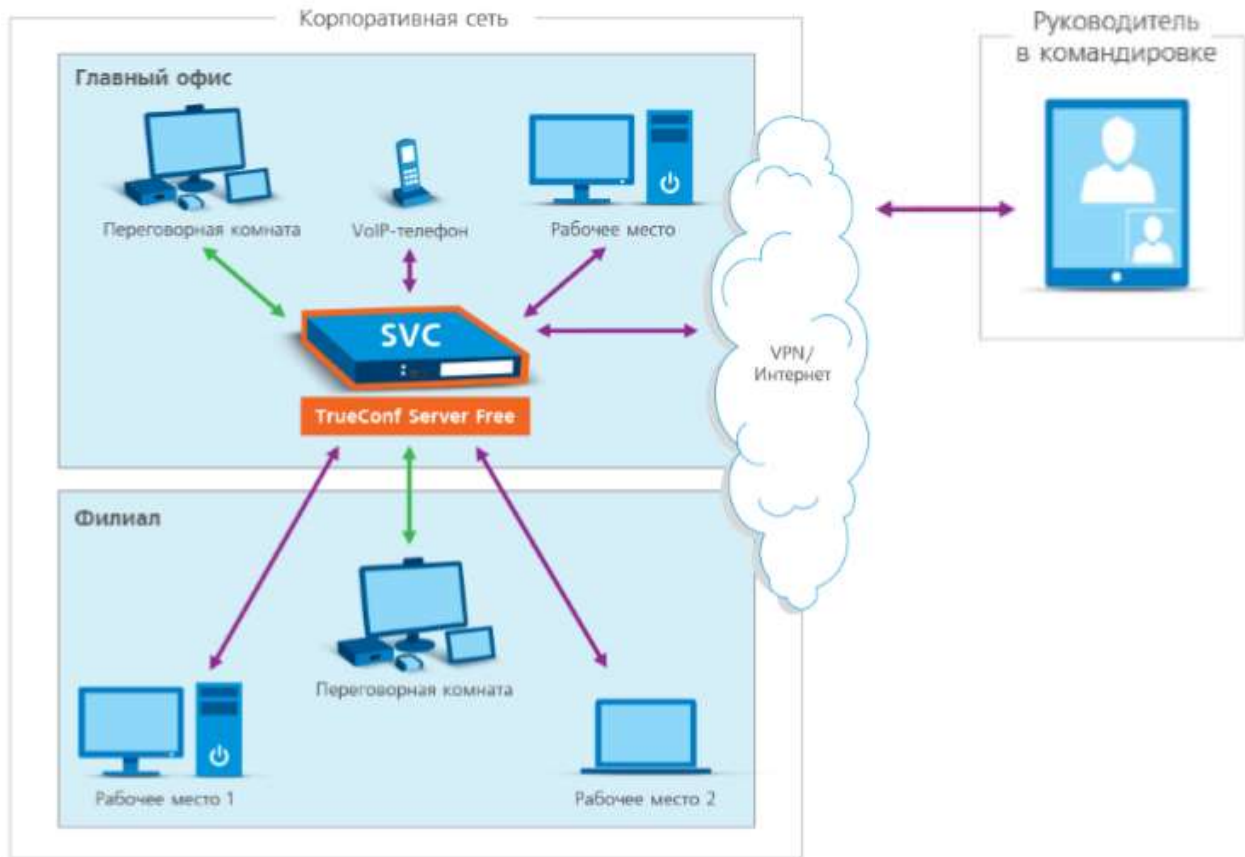 Корпоративная сеть
Руководитель
в командировке
Главный офис
Переговорная комната
VoIP-телефон
Рабочее место
SVC
TrueConf Server Free
VPN/
Интернет
Филиал
Переговорная комната
Рабочее место 1
Рабочее место 2